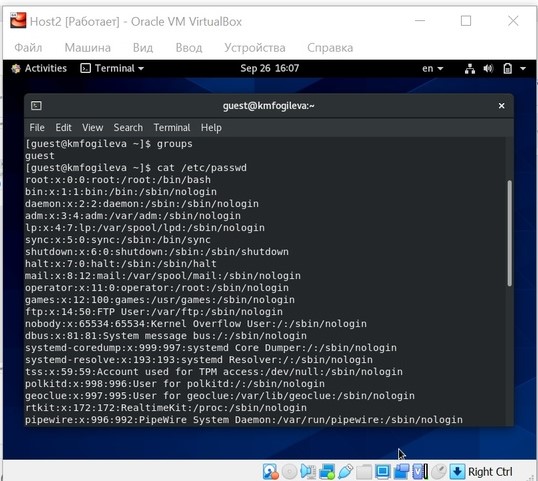 Host2 [Работает] - Oracle VM VirtualBox
Файл Машина Вид Ввод Устройства Справка
Activities Terminal Sep 26 16:07 en
guest@kmfogileva:~
File Edit View Search Terminal Help
[guest@kmfogileva ~]$ groups
guest
[guest@kmfogileva ~]$ cat /etc/passwd
root:x:0:0:root:/root:/bin/bash
bin:x:1:1:bin:/bin:/sbin/nologin
daemon:x:2:2:daemon:/sbin:/sbin/nologin
adm:x:3:4:adm:/var/adm:/sbin/nologin
lp:x:4:7:lp:/var/spool/lpd:/sbin/nologin
sync:x:5:0:sync:/sbin:/bin/sync
shutdown:x:6:0:shutdown:/sbin:/sbin/shutdown
halt:x:7:0:halt:/sbin:/sbin/halt
mail:x:8:12:mail:/var/spool/mail:/sbin/nologin
operator:x:11:0:operator:/root:/sbin/nologin
games:x:12:100:games:/usr/games:/sbin/nologin
ftp:x:14:50:FTP User:/var/ftp:/sbin/nologin
nobody:x:65534:65534:Kernel Overflow User:/:/sbin/nologin
dbus:x:81:81:System message bus:/:/sbin/nologin
systemd-coredump:x:999:997:systemd Core Dumper:/:/sbin/nologin
systemd-resolve:x:193:193:systemd Resolver:/:/sbin/nologin
tss:x:59:59:Account used for TPM access:/dev/null:/sbin/nologin
polkitd:x:998:996:User for polkitd:/:/sbin/nologin
geoclue:x:997:995:User for geoclue:/var/lib/geoclue:/sbin/nologin
rtkit:x:172:172:RealtimeKit:/proc:/sbin/nologin
pipewire:x:996:992:PipeWire System Daemon:/var/run/pipewire:/sbin/nologin
Right Ctrl